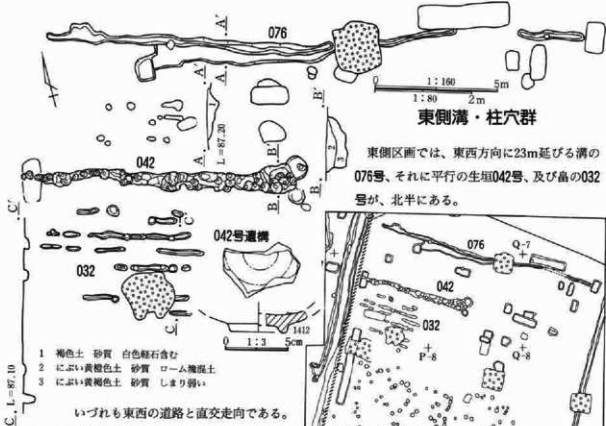 076
A'
A'
A'
1:160
0 5m
1:80 2m
東側溝・柱穴群
A
A
L=87.20
1
B'
B'
2
3
B
B
042
東側区画では、東西方向に23m延びる溝の
076号、それに平行の生垣042号、及び畠の032
号が、北半にある。
C'
C'
042号遺構
032
C
1412
0 1:3 5cm
1 褐色土 砂質 白色軽石含む
2 にぶい黄橙色土 砂質 ローム塊混土
3 にぶい黄褐色土 砂質 しまり弱い
C
L=87.10
いづれも東西の道路と直交走向である。
076
Q-7
042
032
P-8
Q-8